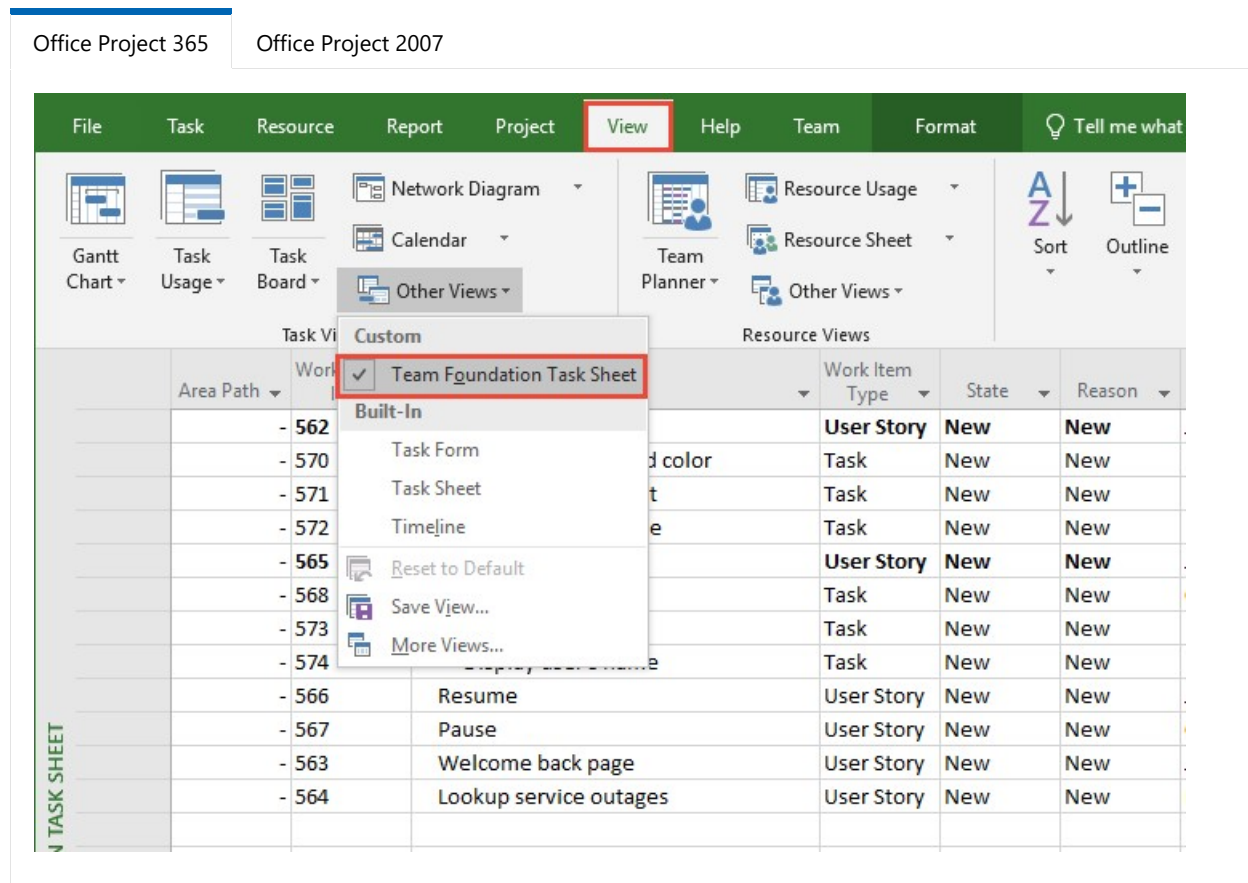 Office Project 365 Office Project 2007
File Task Resource Report Project View Help Team Format Tell me what
Network Diagram Resource Usage
Calendar Resource Sheet
Gantt Chart Task Usage Task Board Other Views Team Planner Other Views Sort Outline
Task Vi Resource Views
Custom
Team Foundation Task Sheet
Built-In
Task Form
Task Sheet
Timeline
Reset to Default
Save View...
More Views...
Area Path Work Item Type State Reason
- 562 User Story New New
- 570 d color Task New New
- 571 t Task New New
- 572 e Task New New
- 565 User Story New New
- 568 Task New New
- 573 Task New New
- 574 Task New New
- 566 Resume User Story New New
- 567 Pause User Story New New
- 563 Welcome back page User Story New New
- 564 Lookup service outages User Story New New
TASK SHEET